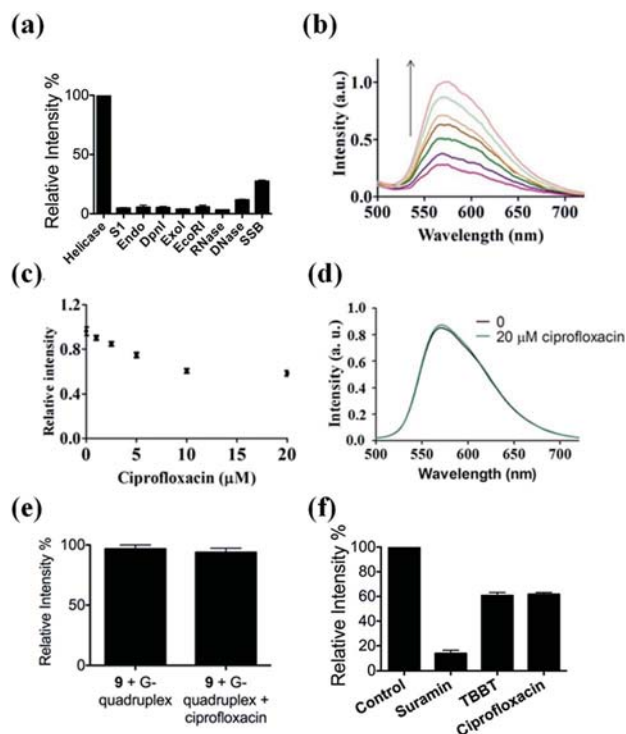 (a)
Relative Intensity %
100
50
0
Helicase
S1
Endo
DpnI
ExoI
EcoRI
RNase
DNase
SSB
(b)
Intensity (a.u.)
1.0
0.5
0.0
500 550 600 650 700
Wavelength (nm)
(c)
Relative intensity
1.2
0.8
0.4
0.0
0 5 10 15 20
Ciprofloxacin (µM)
(d)
Intensity (a. u.)
1.0
0.8
0.6
0.4
0.2
0.0
0
20 µM ciprofloxacin
500 550 600 650 700
Wavelength (nm)
(e)
Relative Intensity %
100
50
0
9 + G-
quadruplex
9 + G-
quadruplex +
ciprofloxacin
(f)
Relative Intensity %
100
80
60
40
20
0
Control
Suramin
TBBT
Ciprofloxacin